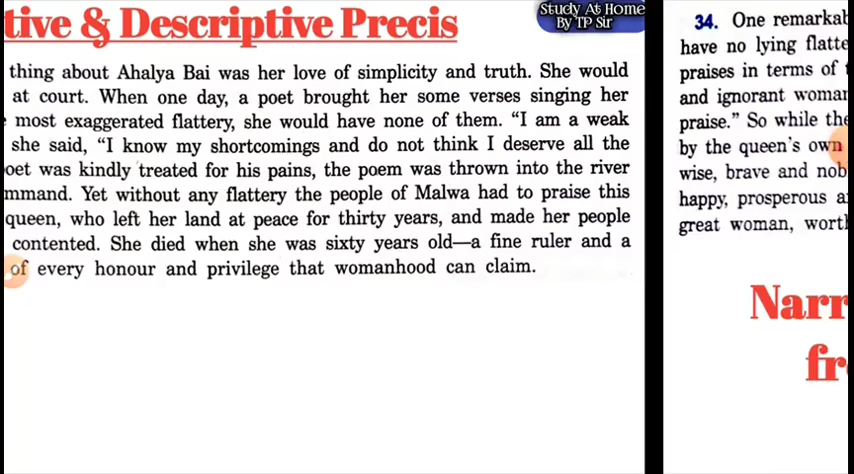 tive & Descriptive Precis
Study At Home
By TP Sir
thing about Ahalya Bai was her love of simplicity and truth. She would
at court. When one day, a poet brought her some verses singing her
most exaggerated flattery, she would have none of them. "I am a weak
she said, "I know my shortcomings and do not think I deserve all the
oet was kindly treated for his pains, the poem was thrown into the river
mmand. Yet without any flattery the people of Malwa had to praise this
queen, who left her land at peace for thirty years, and made her people
contented. She died when she was sixty years old—a fine ruler and a
of every honour and privilege that womanhood can claim.
34. One remarkab
have no lying flatte
praises in terms of
and ignorant woman
praise." So while the
by the queen's own
wise, brave and nob
happy, prosperous a
great woman, worth
Narr
fr